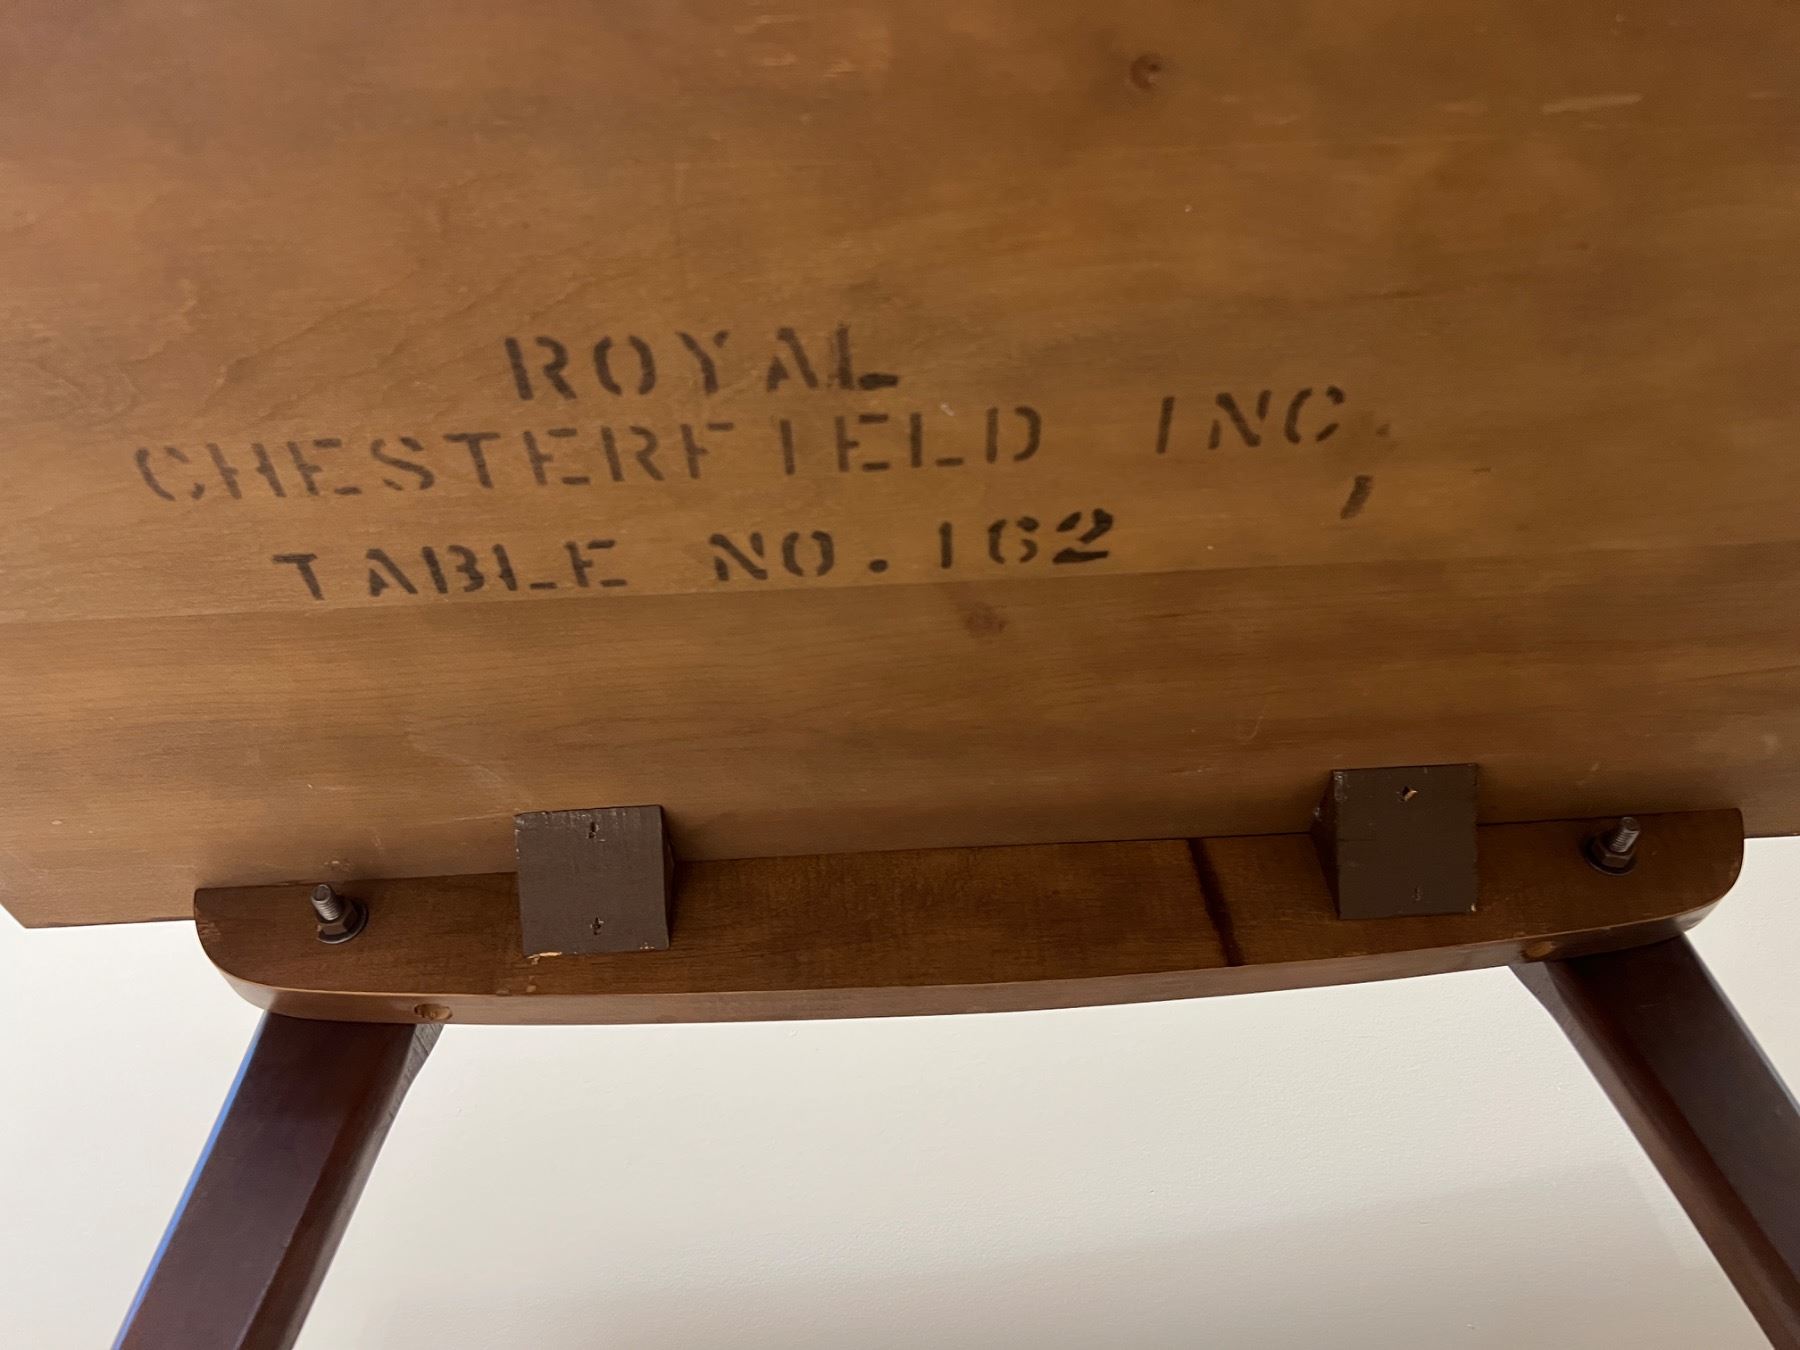 ROYAL
CHESTERFIELD INC,
TABLE NO. 162